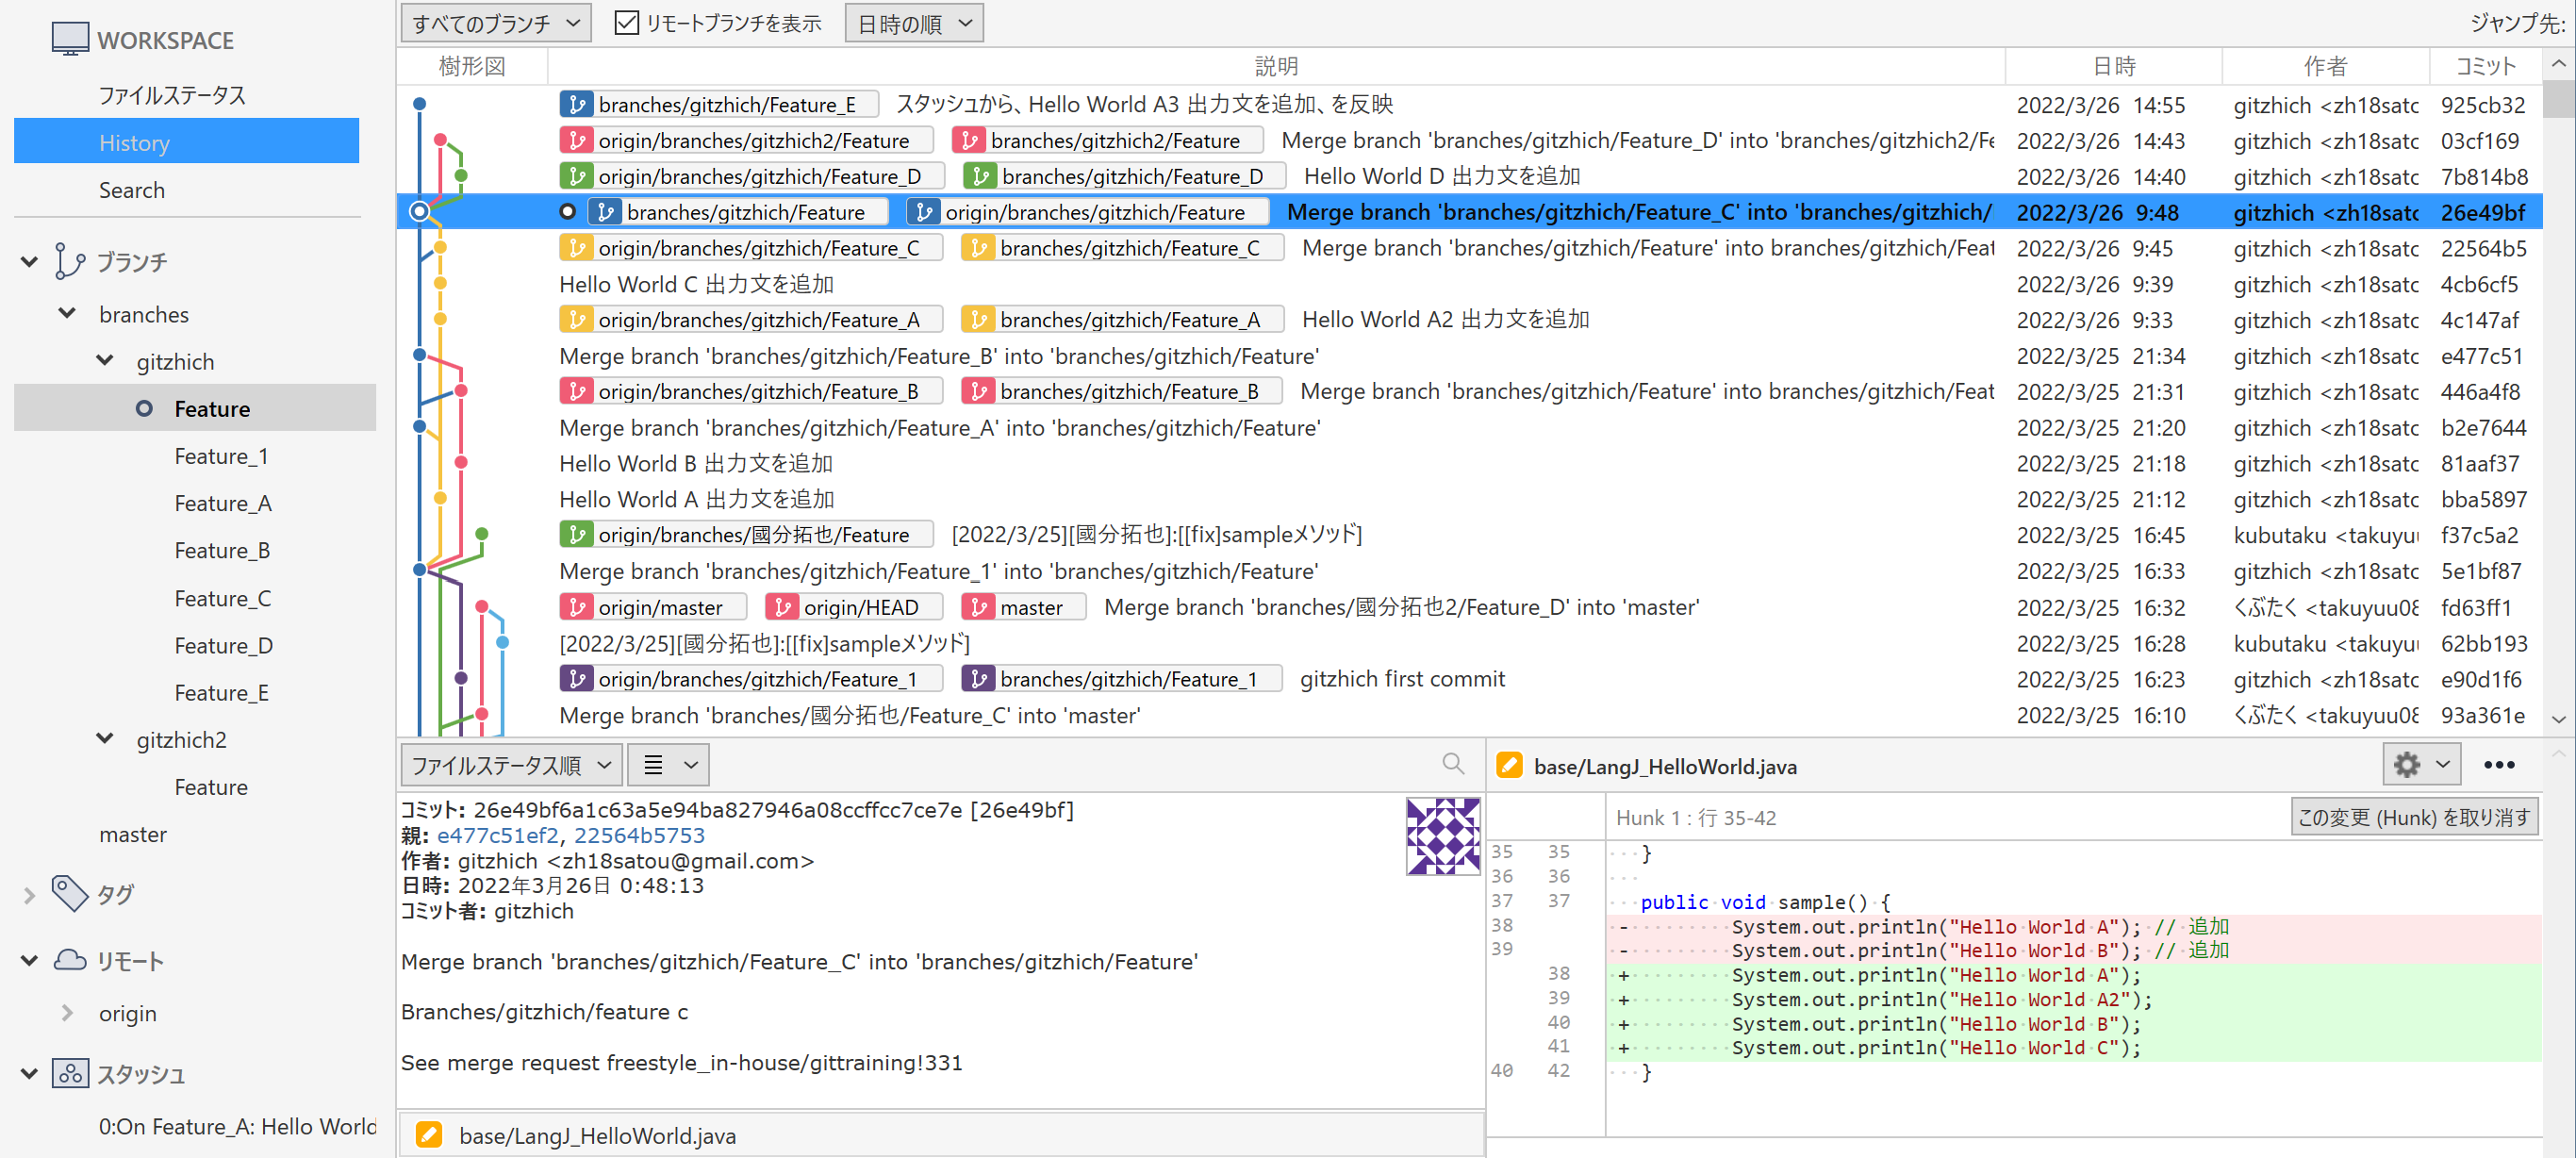 WORKSPACE
ファイルステータス
History
Search
ブランチ
branches
gitzhich
Feature
Feature_1
Feature_A
Feature_B
Feature_C
Feature_D
Feature_E
gitzhich2
Feature
master
タグ
リモート
origin
スタッシュ
0:On Feature_A: Hello World
すべてのブランチ リモートブランチを表示 日時の順 ジャンプ先:
樹形図 説明 日時 作者 コミット
branches/gitzhich/Feature_E スタッシュから、Hello World A3 出力文を追加、を反映 2022/3/26 14:55 gitzhich <zh18satc 925cb32
origin/branches/gitzhich2/Feature branches/gitzhich2/Feature Merge branch 'branches/gitzhich/Feature_D' into 'branches/gitzhich2/Fe 2022/3/26 14:43 gitzhich <zh18satc 03cf169
origin/branches/gitzhich/Feature_D branches/gitzhich/Feature_D Hello World D 出力文を追加 2022/3/26 14:40 gitzhich <zh18satc 7b814b8
branches/gitzhich/Feature origin/branches/gitzhich/Feature Merge branch 'branches/gitzhich/Feature_C' into 'branches/gitzhich/ 2022/3/26 9:48 gitzhich <zh18satc 26e49bf
origin/branches/gitzhich/Feature_C branches/gitzhich/Feature_C Merge branch 'branches/gitzhich/Feature' into branches/gitzhich/Feat 2022/3/26 9:45 gitzhich <zh18satc 22564b5
Hello World C 出力文を追加 2022/3/26 9:39 gitzhich <zh18satc 4cb6cf5
origin/branches/gitzhich/Feature_A branches/gitzhich/Feature_A Hello World A2 出力文を追加 2022/3/26 9:33 gitzhich <zh18satc 4c147af
Merge branch 'branches/gitzhich/Feature_B' into 'branches/gitzhich/Feature' 2022/3/25 21:34 gitzhich <zh18satc e477c51
origin/branches/gitzhich/Feature_B branches/gitzhich/Feature_B Merge branch 'branches/gitzhich/Feature' into branches/gitzhich/Feat 2022/3/25 21:31 gitzhich <zh18satc 446a4f8
Merge branch 'branches/gitzhich/Feature_A' into 'branches/gitzhich/Feature' 2022/3/25 21:20 gitzhich <zh18satc b2e7644
Hello World B 出力文を追加 2022/3/25 21:18 gitzhich <zh18satc 81aaf37
Hello World A 出力文を追加 2022/3/25 21:12 gitzhich <zh18satc bba5897
origin/branches/國分拓也/Feature [2022/3/25][國分拓也]:[[fix]sampleメソッド] 2022/3/25 16:45 kubutaku <takuyuu f37c5a2
Merge branch 'branches/gitzhich/Feature_1' into 'branches/gitzhich/Feature' 2022/3/25 16:33 gitzhich <zh18satc 5e1bf87
origin/master origin/HEAD master Merge branch 'branches/國分拓也2/Feature_D' into 'master' 2022/3/25 16:32 くぶたく <takuyuu08 fd63ff1
[2022/3/25][國分拓也]:[[fix]sampleメソッド] 2022/3/25 16:28 kubutaku <takuyuu 62bb193
origin/branches/gitzhich/Feature_1 branches/gitzhich/Feature_1 gitzhich first commit 2022/3/25 16:23 gitzhich <zh18satc e90d1f6
Merge branch 'branches/國分拓也/Feature_C' into 'master' 2022/3/25 16:10 くぶたく <takuyuu08 93a361e
ファイルステータス順
コミット: 26e49bf6a1c63a5e94ba827946a08ccffcc7ce7e [26e49bf]
親: e477c51ef2, 22564b5753
作者: gitzhich <zh18satou@gmail.com>
日時: 2022年3月26日 0:48:13
コミット者: gitzhich
Merge branch 'branches/gitzhich/Feature_C' into 'branches/gitzhich/Feature'
Branches/gitzhich/feature c
See merge request freestyle_in-house/gittraining!331
base/LangJ_HelloWorld.java
base/LangJ_HelloWorld.java
Hunk 1 : 行 35-42 この変更 (Hunk) を取り消す
35 35 }
36 36
37 37 public void sample() {
38 - System.out.println("Hello World A"); // 追加
39 - System.out.println("Hello World B"); // 追加
38 + System.out.println("Hello World A");
39 + System.out.println("Hello World A2");
40 + System.out.println("Hello World B");
41 + System.out.println("Hello World C");
40 42 }